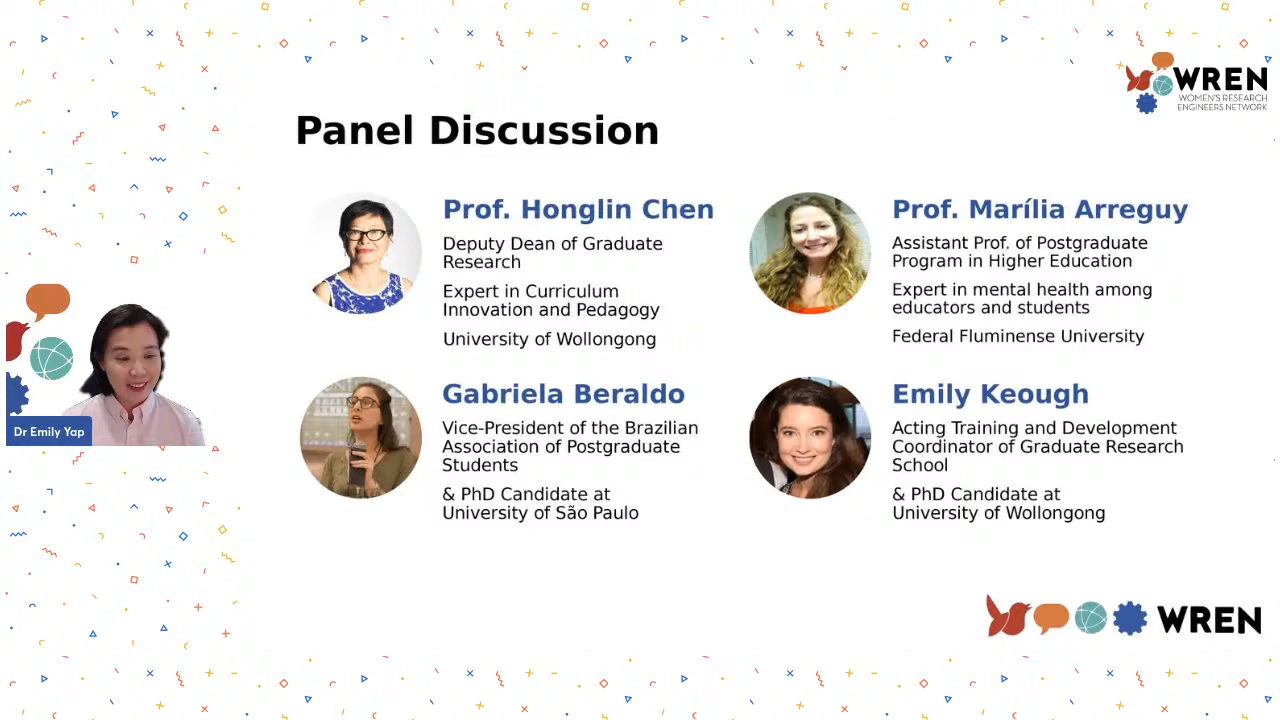 WREN
WOMEN'S RESEARCH
ENGINEERS NETWORK
Panel Discussion
Prof. Honglin Chen
Deputy Dean of Graduate
Research
Expert in Curriculum
Innovation and Pedagogy
University of Wollongong
Prof. Marília Arreguy
Assistant Prof. of Postgraduate
Program in Higher Education
Expert in mental health among
educators and students
Federal Fluminense University
Gabriela Beraldo
Vice-President of the Brazilian
Association of Postgraduate
Students
& PhD Candidate at
University of São Paulo
Emily Keough
Acting Training and Development
Coordinator of Graduate Research
School
& PhD Candidate at
University of Wollongong
Dr Emily Yap
WREN